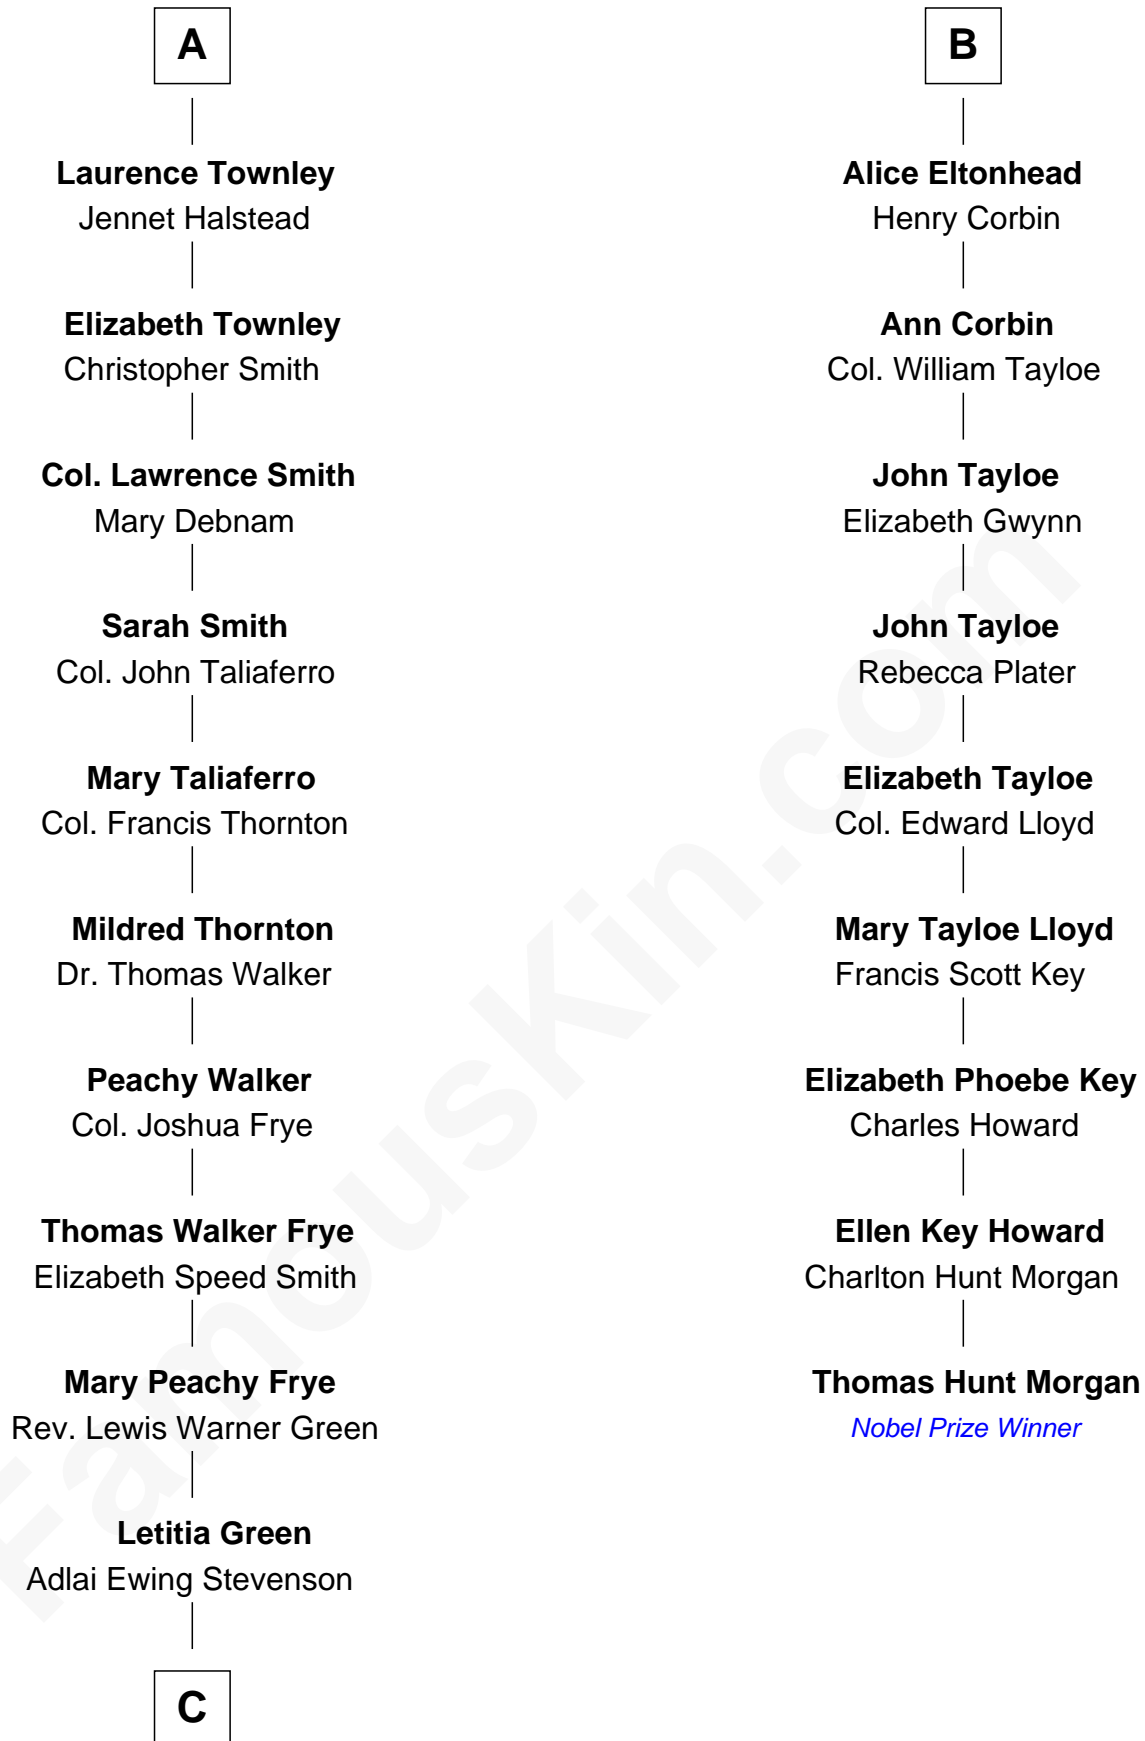 A
Laurence Townley
Jennet Halstead
Elizabeth Townley
Christopher Smith
Col. Lawrence Smith
Mary Debnam
Sarah Smith
Col. John Taliaferro
Mary Taliaferro
Col. Francis Thornton
Mildred Thornton
Dr. Thomas Walker
Peachy Walker
Col. Joshua Frye
Thomas Walker Frye
Elizabeth Speed Smith
Mary Peachy Frye
Rev. Lewis Warner Green
Letitia Green
Adlai Ewing Stevenson
C
B
Alice Eltonhead
Henry Corbin
Ann Corbin
Col. William Tayloe
John Tayloe
Elizabeth Gwynn
John Tayloe
Rebecca Plater
Elizabeth Tayloe
Col. Edward Lloyd
Mary Tayloe Lloyd
Francis Scott Key
Elizabeth Phoebe Key
Charles Howard
Ellen Key Howard
Charlton Hunt Morgan
Thomas Hunt Morgan
Nobel Prize Winner
FamousKin.com